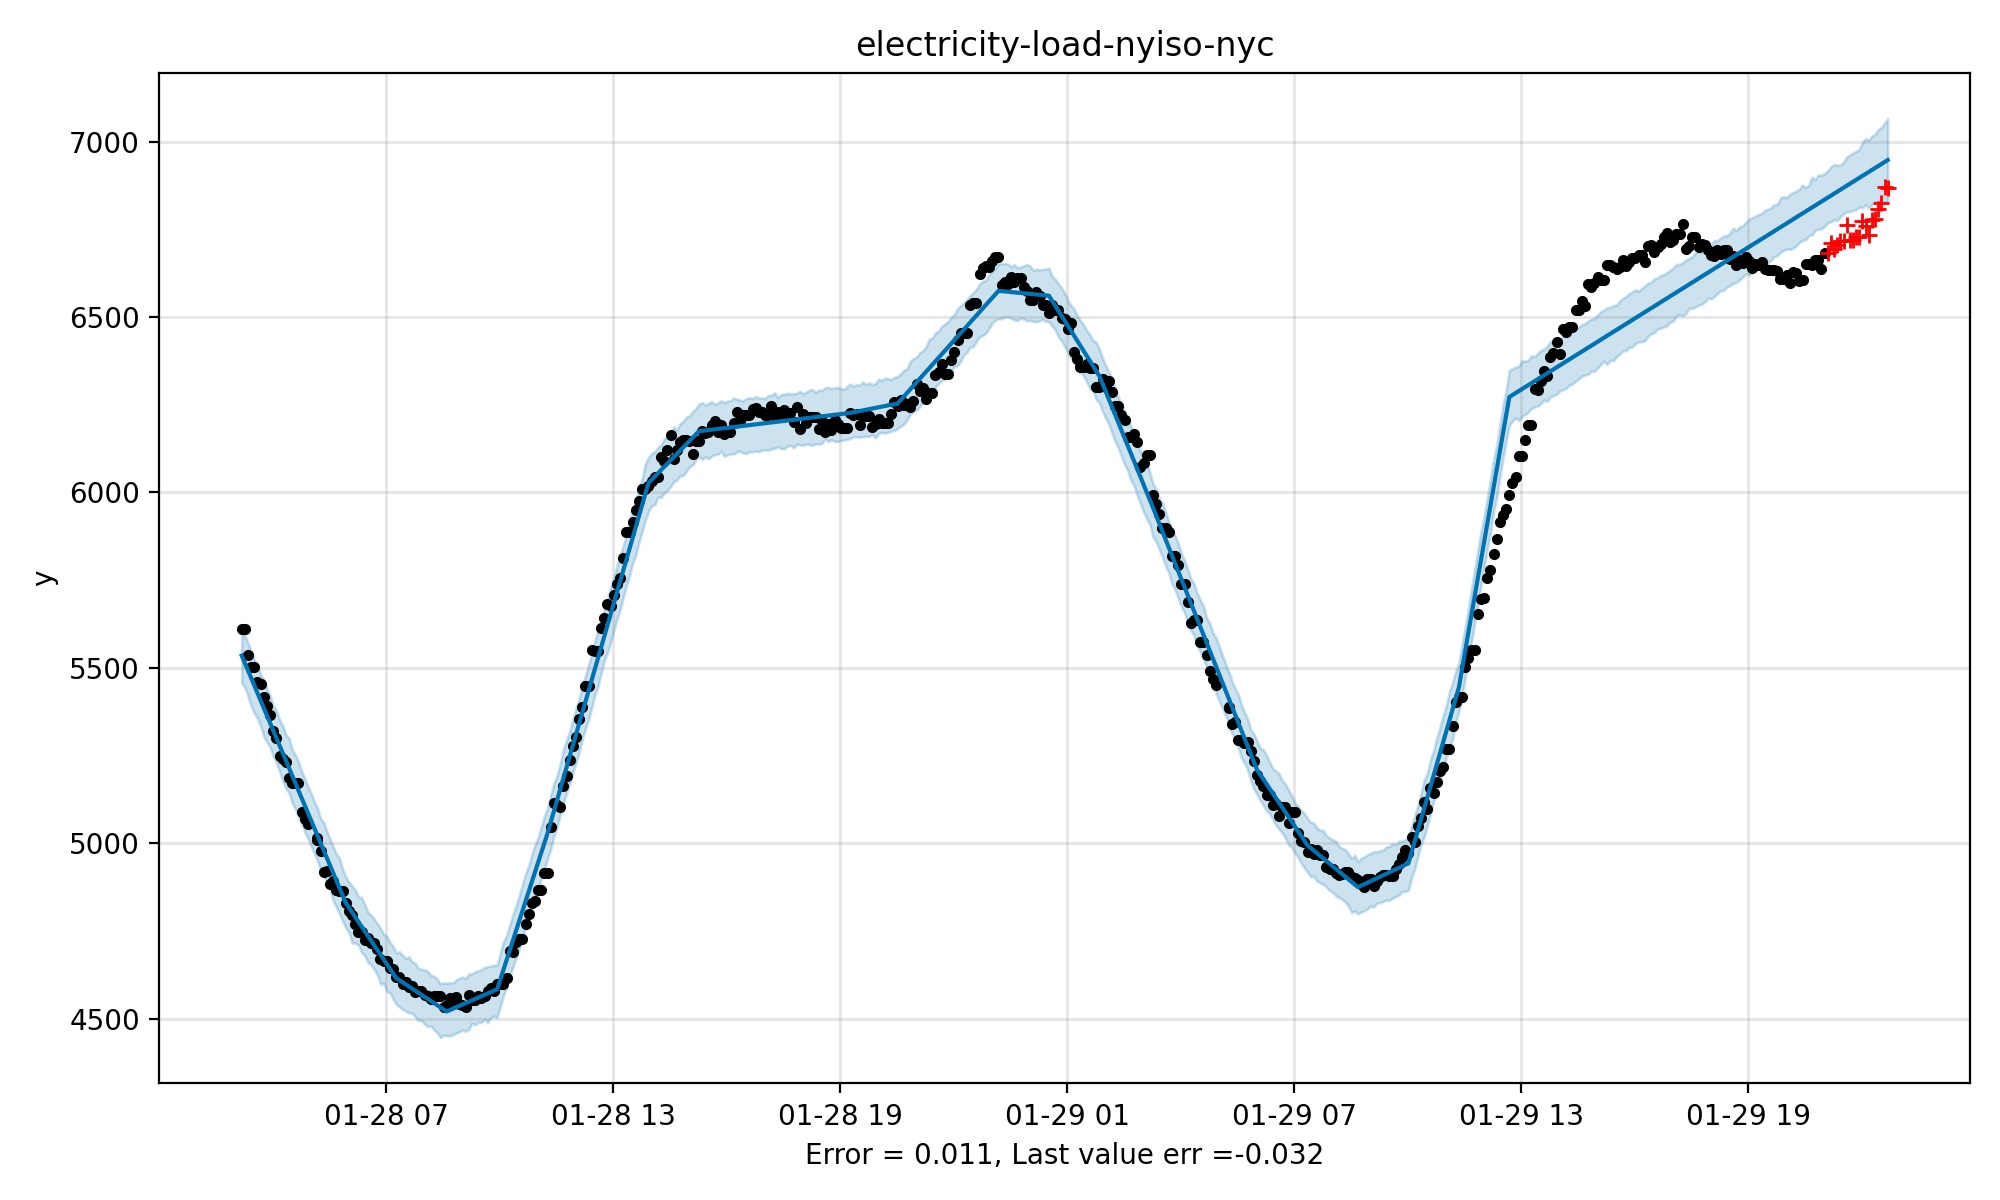 electricity-load-nyiso-nyc
7000
6500
6000
5500
5000
4500
y
01-28 07 01-28 13 01-28 19 01-29 01 01-29 07 01-29 13 01-29 19
Error = 0.011, Last value err =-0.032